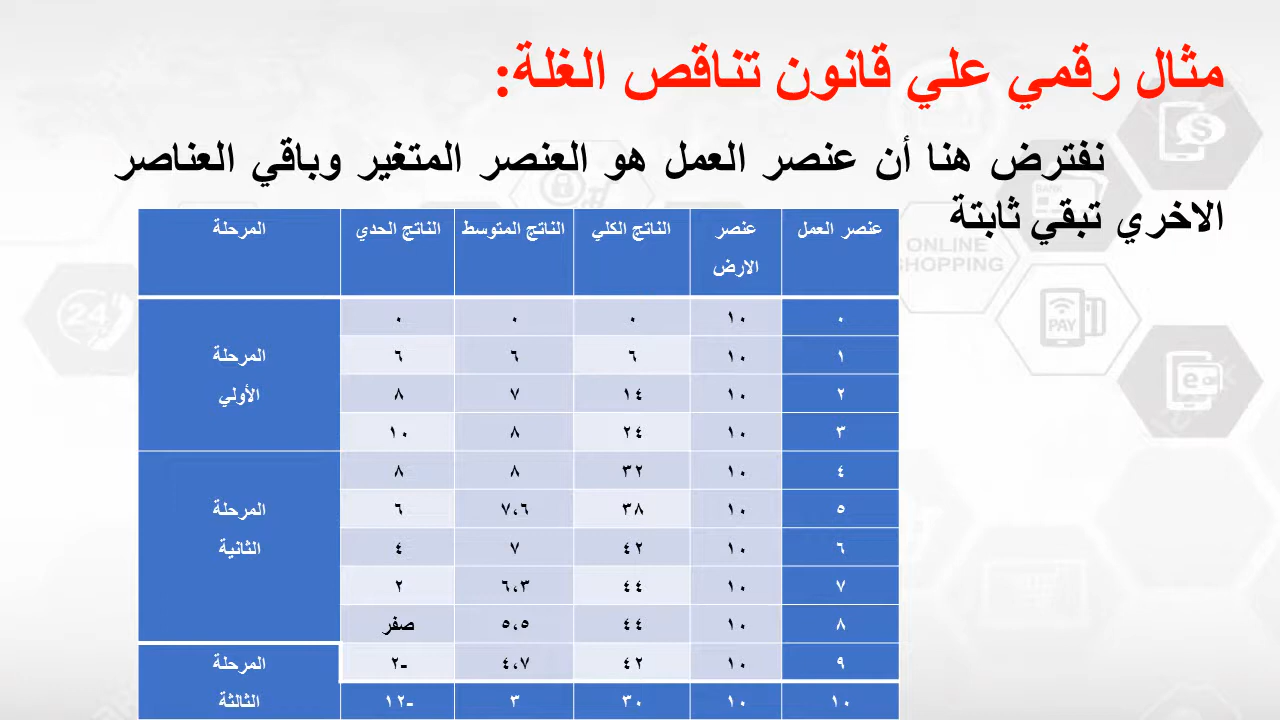 مثال رقمي علي قانون تناقص الغلة:
نفترض هنا أن عنصر العمل هو العنصر المتغير وباقي العناصر
الاخري تبقي ثابتة
عنصر العمل عنصر الارض الناتج الكلي الناتج المتوسط الناتج الحدي المرحلة
٠ ١٠ ٠ ٠ ٠
١ ١٠ ٦ ٦ ٦ المرحلة
٢ ١٠ ١٤ ٧ ٨ الأولي
٣ ١٠ ٢٤ ٨ ١٠
٤ ١٠ ٣٢ ٨ ٨
٥ ١٠ ٣٨ ٧،٦ ٦ المرحلة
٦ ١٠ ٤٢ ٧ ٤ الثانية
٧ ١٠ ٤٤ ٦،٣ ٢
٨ ١٠ ٤٤ ٥،٥ صفر
٩ ١٠ ٤٢ ٤،٧ -٢ المرحلة
١٠ ١٠ ٣٠ ٣ -١٢ الثالثة
ONLINE
SHOPPING
BANK
PAY
24
e
S